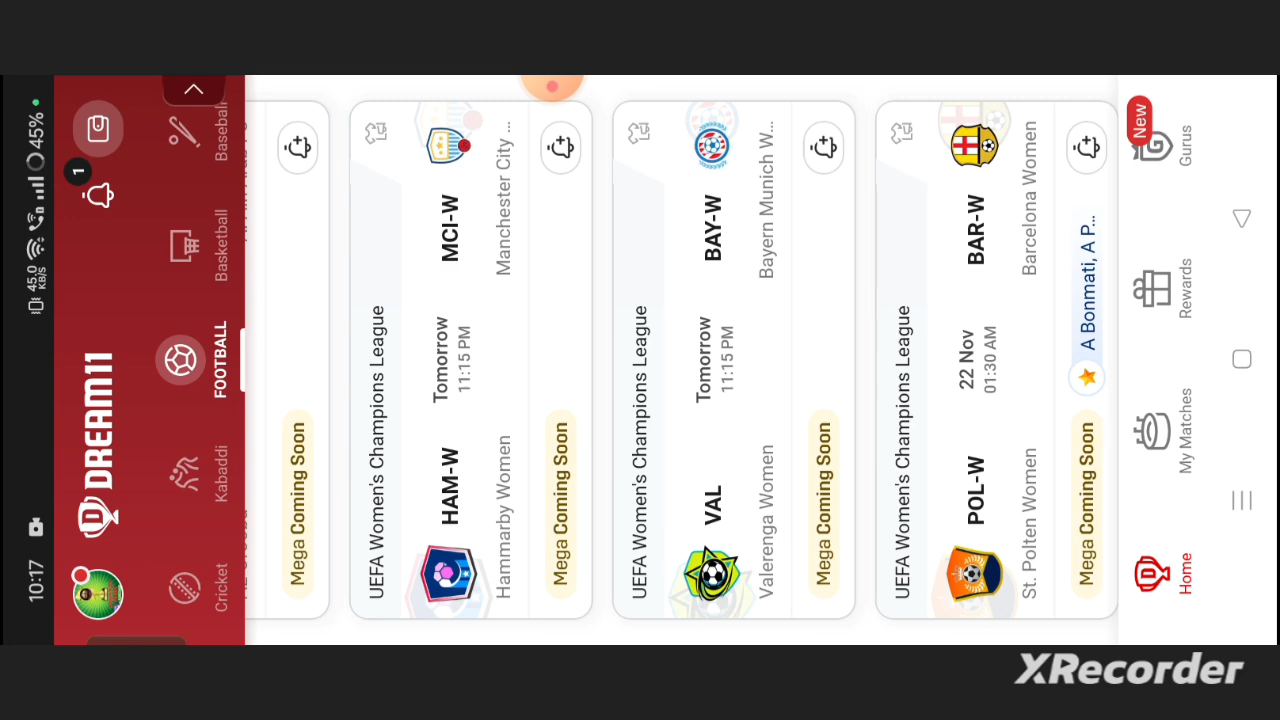 10:17
45.0 KB/S
45%
DREAM11
1
Cricket
Kabaddi
FOOTBALL
Basketball
Baseball
Mega Coming Soon
UEFA Women's Champions League
HAM-W
Tomorrow
MCI-W
11:15 PM
Hammarby Women
Manchester City ...
Mega Coming Soon
UEFA Women's Champions League
VAL
Tomorrow
BAY-W
11:15 PM
Valerenga Women
Bayern Munich W...
Mega Coming Soon
UEFA Women's Champions League
POL-W
22 Nov
BAR-W
01:30 AM
St. Polten Women
Barcelona Women
Mega Coming Soon
A Bonmati, A P...
Home
My Matches
Rewards
New
Gurus
XRecorder